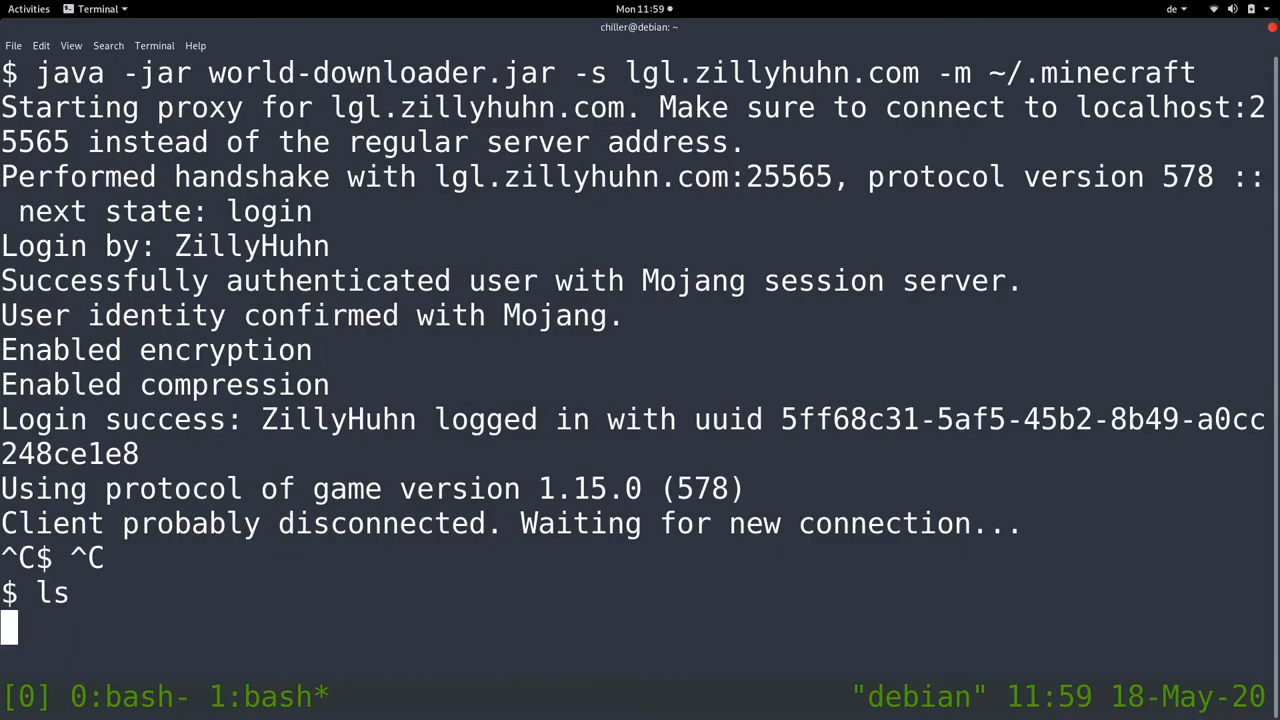 Activities Terminal Mon 11:59 de
chiller@debian: ~
File Edit View Search Terminal Help
$ java -jar world-downloader.jar -s lgl.zillyhuhn.com -m ~/.minecraft
Starting proxy for lgl.zillyhuhn.com. Make sure to connect to localhost:2
5565 instead of the regular server address.
Performed handshake with lgl.zillyhuhn.com:25565, protocol version 578 ::
 next state: login
Login by: ZillyHuhn
Successfully authenticated user with Mojang session server.
User identity confirmed with Mojang.
Enabled encryption
Enabled compression
Login success: ZillyHuhn logged in with uuid 5ff68c31-5af5-45b2-8b49-a0cc
248ce1e8
Using protocol of game version 1.15.0 (578)
Client probably disconnected. Waiting for new connection...
^C$ ^C
$ ls
[0] 0:bash- 1:bash* "debian" 11:59 18-May-20